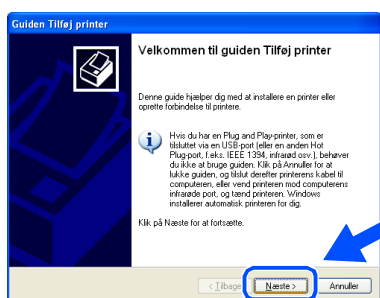 Guiden Tilføj printer
Velkommen til guiden Tilføj printer
Denne guide hjælper dig med at installere en printer eller
oprette forbindelse til printere.
Hvis du har en Plug and Play-printer, som er
tilsluttet via en USB-port (eller en anden Hot
Plug-port, f.eks. IEEE 1394, infrarød osv.), behøver
du ikke at bruge guiden. Klik på Annuller for at
lukke guiden, og tilslut derefter printerens kabel til
computeren, eller vend printeren mod computerens
infrarøde port, og tænd printeren. Windows
installerer automatisk printeren for dig.
Klik på Næste for at fortsætte.
< Tilbage Næste > Annuller